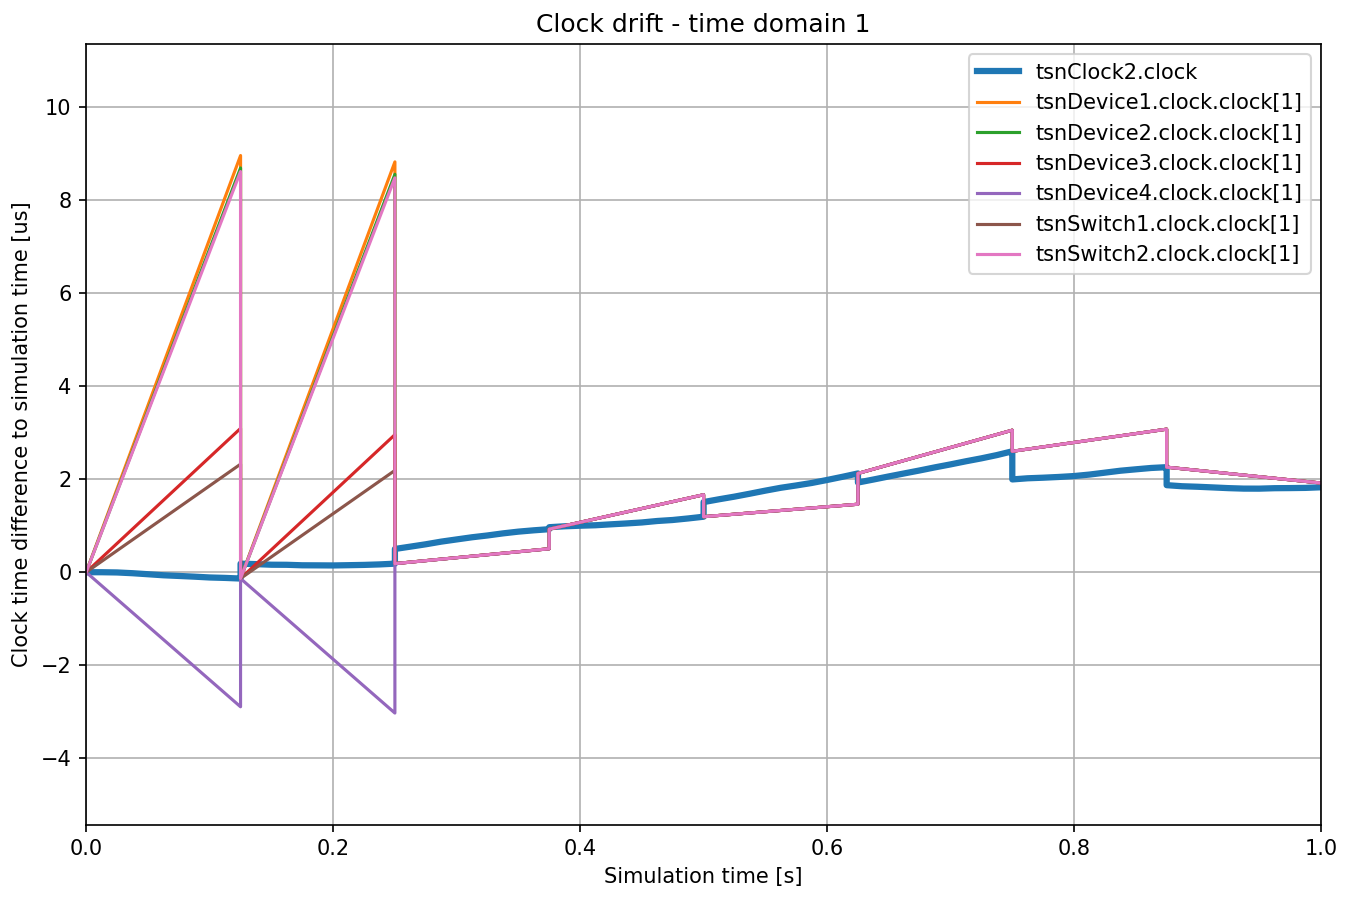 Clock drift - time domain 1
Clock time difference to simulation time [us]
10
8
6
4
2
0
−2
−4
tsnClock2.clock
tsnDevice1.clock.clock[1]
tsnDevice2.clock.clock[1]
tsnDevice3.clock.clock[1]
tsnDevice4.clock.clock[1]
tsnSwitch1.clock.clock[1]
tsnSwitch2.clock.clock[1]
0.0 0.2 0.4 0.6 0.8 1.0
Simulation time [s]